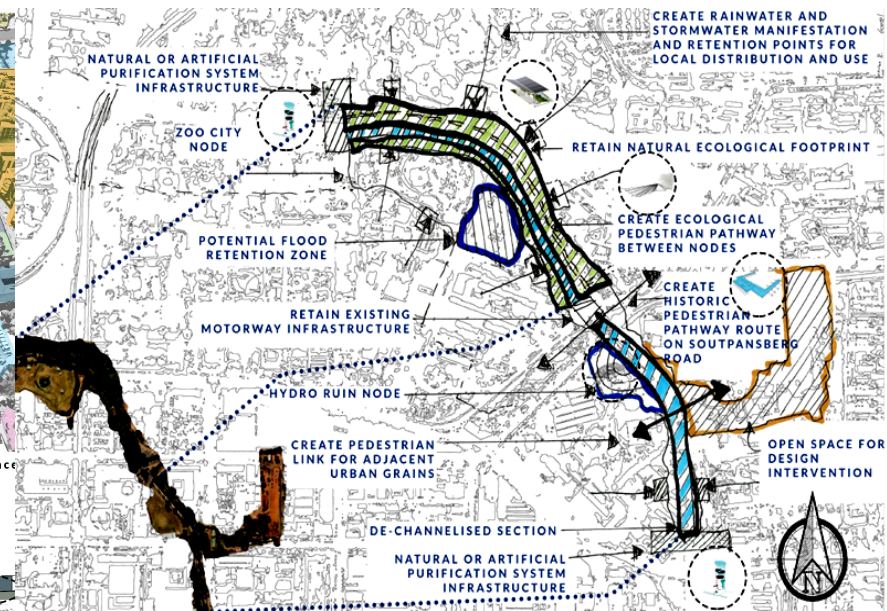 CREATE RAINWATER AND
STORMWATER MANIFESTATION
AND RETENTION POINTS FOR
LOCAL DISTRIBUTION AND USE
NATURAL OR ARTIFICIAL
PURIFICATION SYSTEM
INFRASTRUCTURE
ZOO CITY
NODE
RETAIN NATURAL ECOLOGICAL FOOTPRINT
POTENTIAL FLOOD
RETENTION ZONE
CREATE ECOLOGICAL
PEDESTRIAN PATHWAY
BETWEEN NODES
CREATE
HISTORIC
PEDESTRIAN
PATHWAY ROUTE
ON SOUTPANSBERG
ROAD
RETAIN EXISTING
MOTORWAY INFRASTRUCTURE
HYDRO RUIN NODE
CREATE PEDESTRIAN
LINK FOR ADJACENT
URBAN GRAINS
OPEN SPACE FOR
DESIGN
INTERVENTION
DE-CHANNELISED SECTION
NATURAL OR ARTIFICIAL
PURIFICATION SYSTEM
INFRASTRUCTURE
N